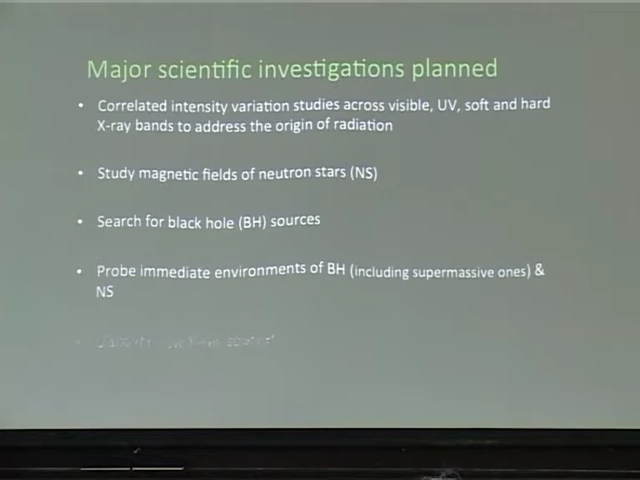 Major scientific investigations planned
• Correlated intensity variation studies across visible, UV, soft and hard
X-ray bands to address the origin of radiation
• Study magnetic fields of neutron stars (NS)
• Search for black hole (BH) sources
• Probe immediate environments of BH (including supermassive ones) &
NS